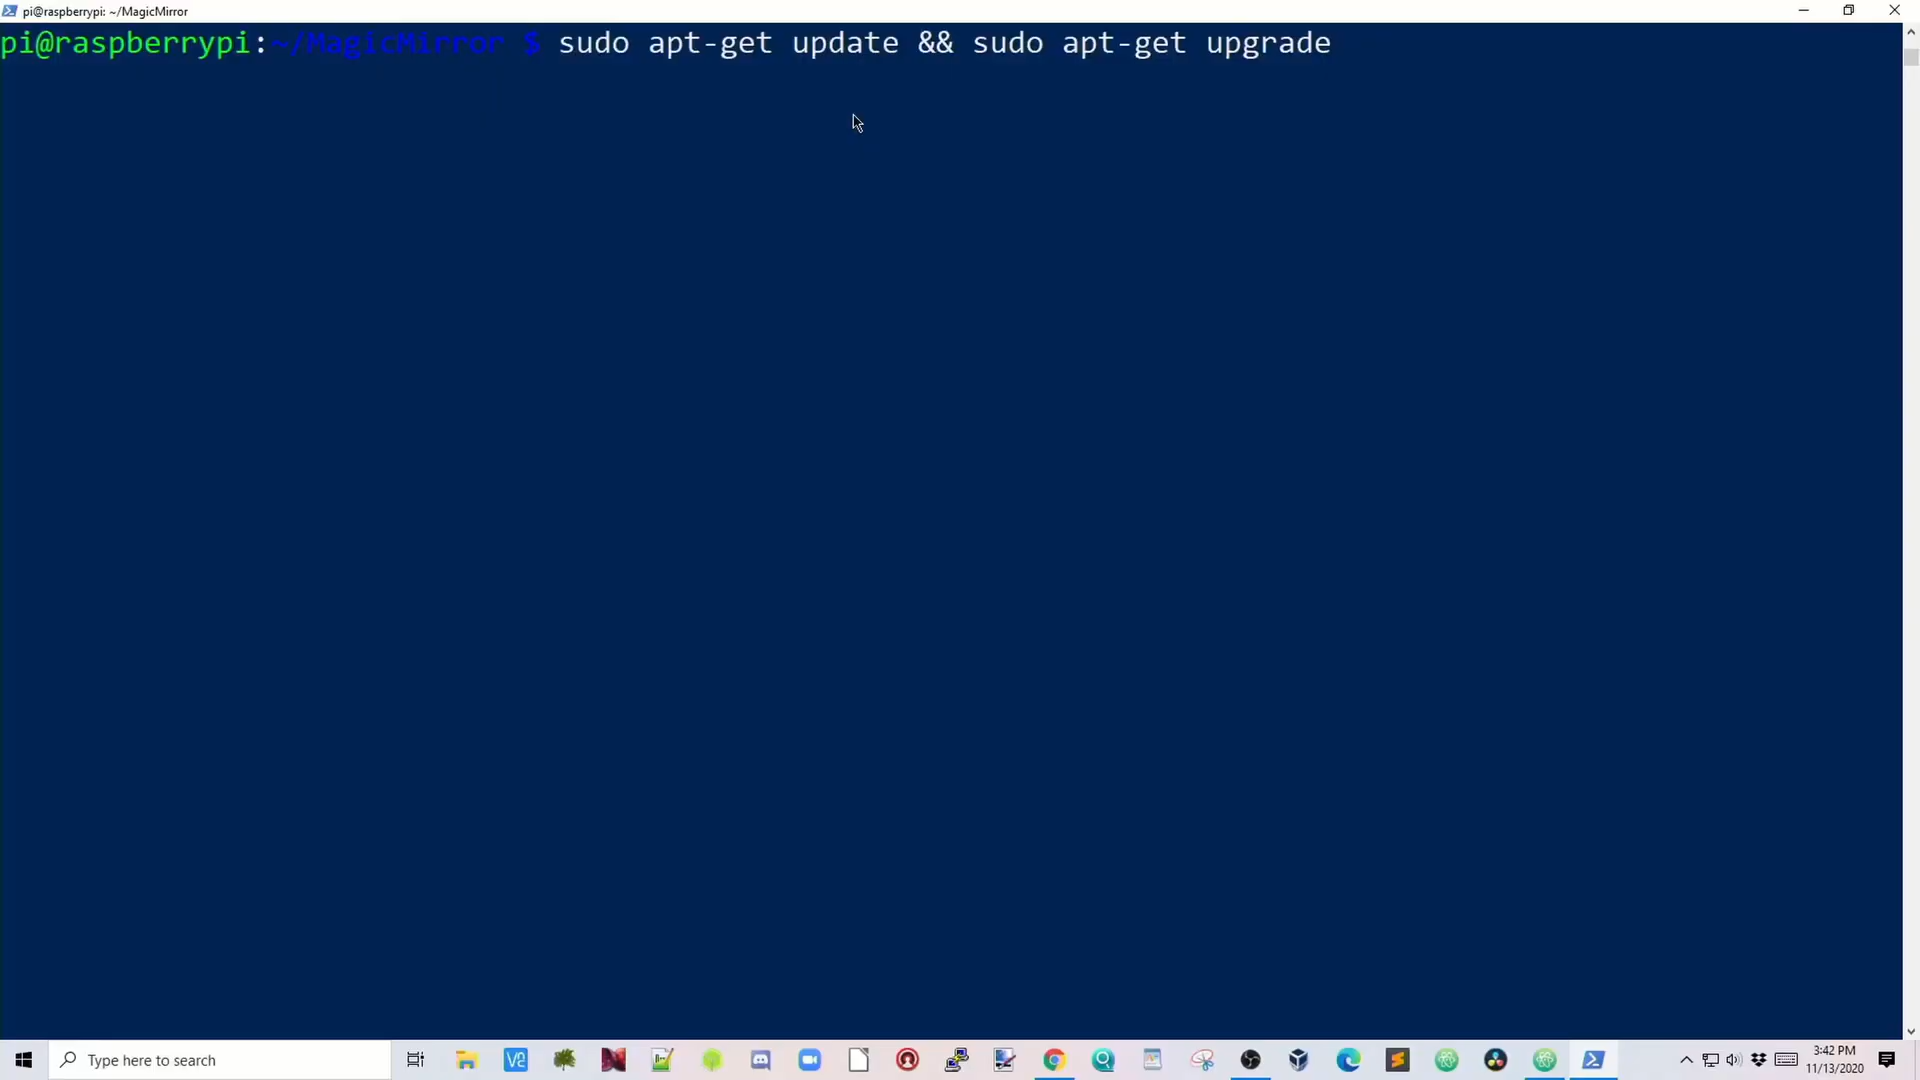 pi@raspberrypi: ~/MagicMirror
pi@raspberrypi:~/MagicMirror $ sudo apt-get update && sudo apt-get upgrade
Type here to search
3:42 PM
11/13/2020